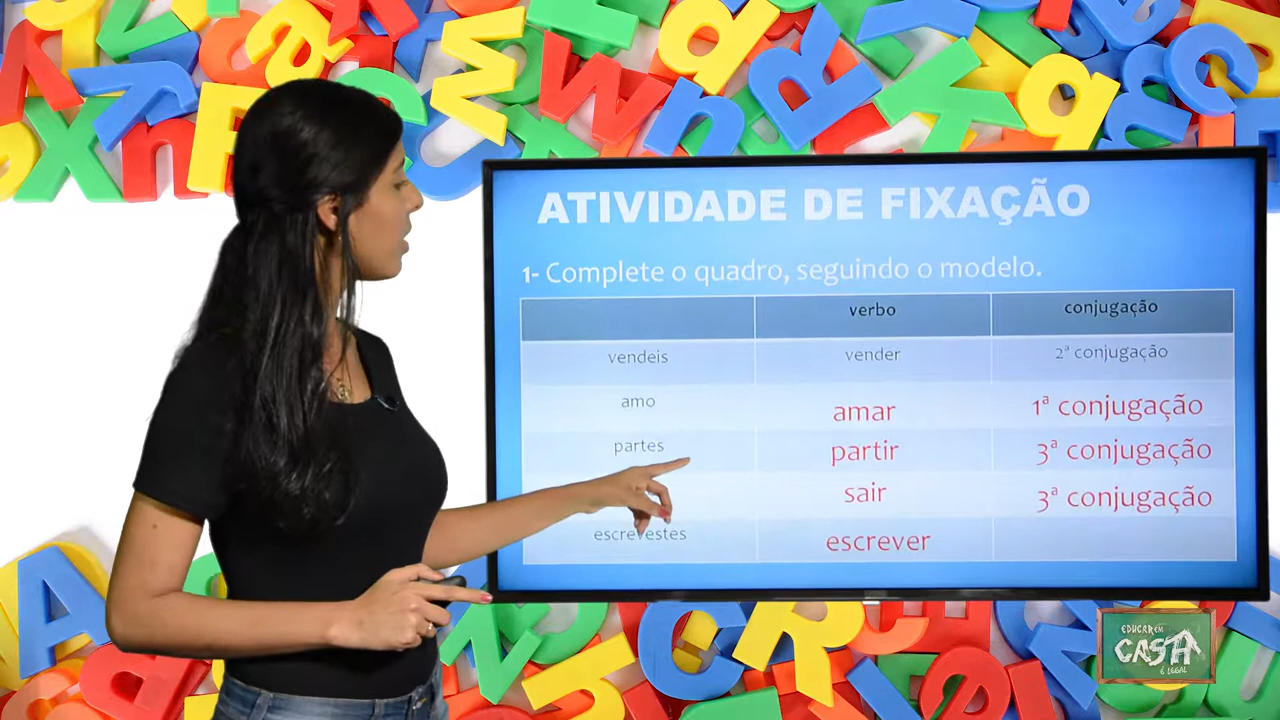 ATIVIDADE DE FIXAÇÃO
1- Complete o quadro, seguindo o modelo.
verbo conjugação
vendeis vender 2ª conjugação
amo amar 1ª conjugação
partes partir 3ª conjugação
sair 3ª conjugação
escrevestes escrever
EDUCAR EM
CASA
É LEGAL